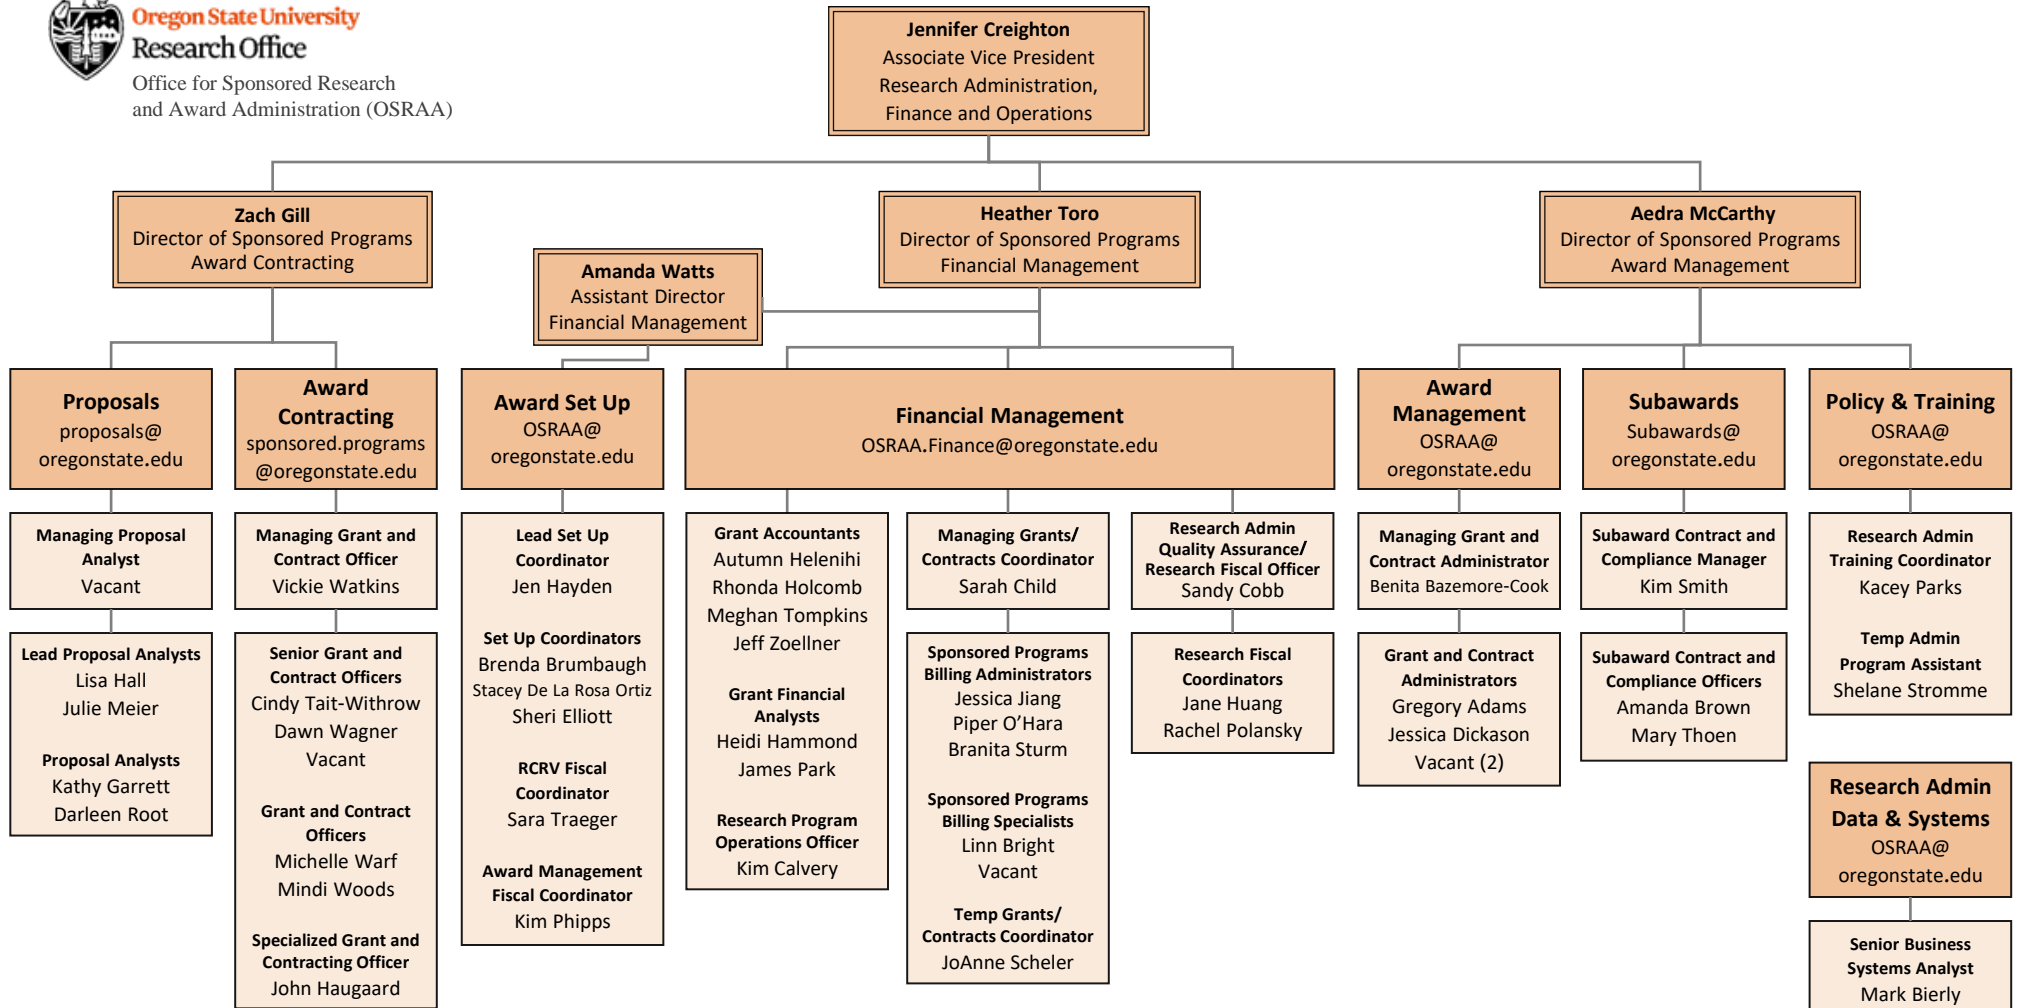 Oregon State University
Research Office
Office for Sponsored Research
and Award Administration (OSRAA)
Jennifer Creighton
Associate Vice President
Research Administration,
Finance and Operations
Zach Gill
Director of Sponsored Programs
Award Contracting
Heather Toro
Director of Sponsored Programs
Financial Management
Aedra McCarthy
Director of Sponsored Programs
Award Management
Amanda Watts
Assistant Director
Financial Management
Proposals
proposals@
oregonstate.edu
Managing Proposal
Analyst
Vacant
Lead Proposal Analysts
Lisa Hall
Julie Meier
Proposal Analysts
Kathy Garrett
Darleen Root
Award
Contracting
sponsored.programs
@oregonstate.edu
Managing Grant and
Contract Officer
Vickie Watkins
Senior Grant and
Contract Officers
Cindy Tait-Withrow
Dawn Wagner
Vacant
Grant and Contract
Officers
Michelle Warf
Mindi Woods
Specialized Grant and
Contracting Officer
John Haugaard
Award Set Up
OSRAA@
oregonstate.edu
Lead Set Up
Coordinator
Jen Hayden
Set Up Coordinators
Brenda Brumbaugh
Stacey De La Rosa Ortiz
Sheri Elliott
RCRV Fiscal
Coordinator
Sara Traeger
Award Management
Fiscal Coordinator
Kim Phipps
Financial Management
OSRAA.Finance@oregonstate.edu
Grant Accountants
Autumn Helenihi
Rhonda Holcomb
Meghan Tompkins
Jeff Zoellner
Grant Financial
Analysts
Heidi Hammond
James Park
Research Program
Operations Officer
Kim Calvery
Managing Grants/
Contracts Coordinator
Sarah Child
Sponsored Programs
Billing Administrators
Jessica Jiang
Piper O’Hara
Branita Sturm
Sponsored Programs
Billing Specialists
Linn Bright
Vacant
Temp Grants/
Contracts Coordinator
JoAnne Scheler
Research Admin
Quality Assurance/
Research Fiscal Officer
Sandy Cobb
Research Fiscal
Coordinators
Jane Huang
Rachel Polansky
Award
Management
OSRAA@
oregonstate.edu
Managing Grant and
Contract Administrator
Benita Bazemore-Cook
Grant and Contract
Administrators
Gregory Adams
Jessica Dickason
Vacant (2)
Subawards
Subawards@
oregonstate.edu
Subaward Contract and
Compliance Manager
Kim Smith
Subaward Contract and
Compliance Officers
Amanda Brown
Mary Thoen
Policy & Training
OSRAA@
oregonstate.edu
Research Admin
Training Coordinator
Kacey Parks
Temp Admin
Program Assistant
Shelane Stromme
Research Admin
Data & Systems
OSRAA@
oregonstate.edu
Senior Business
Systems Analyst
Mark Bierly